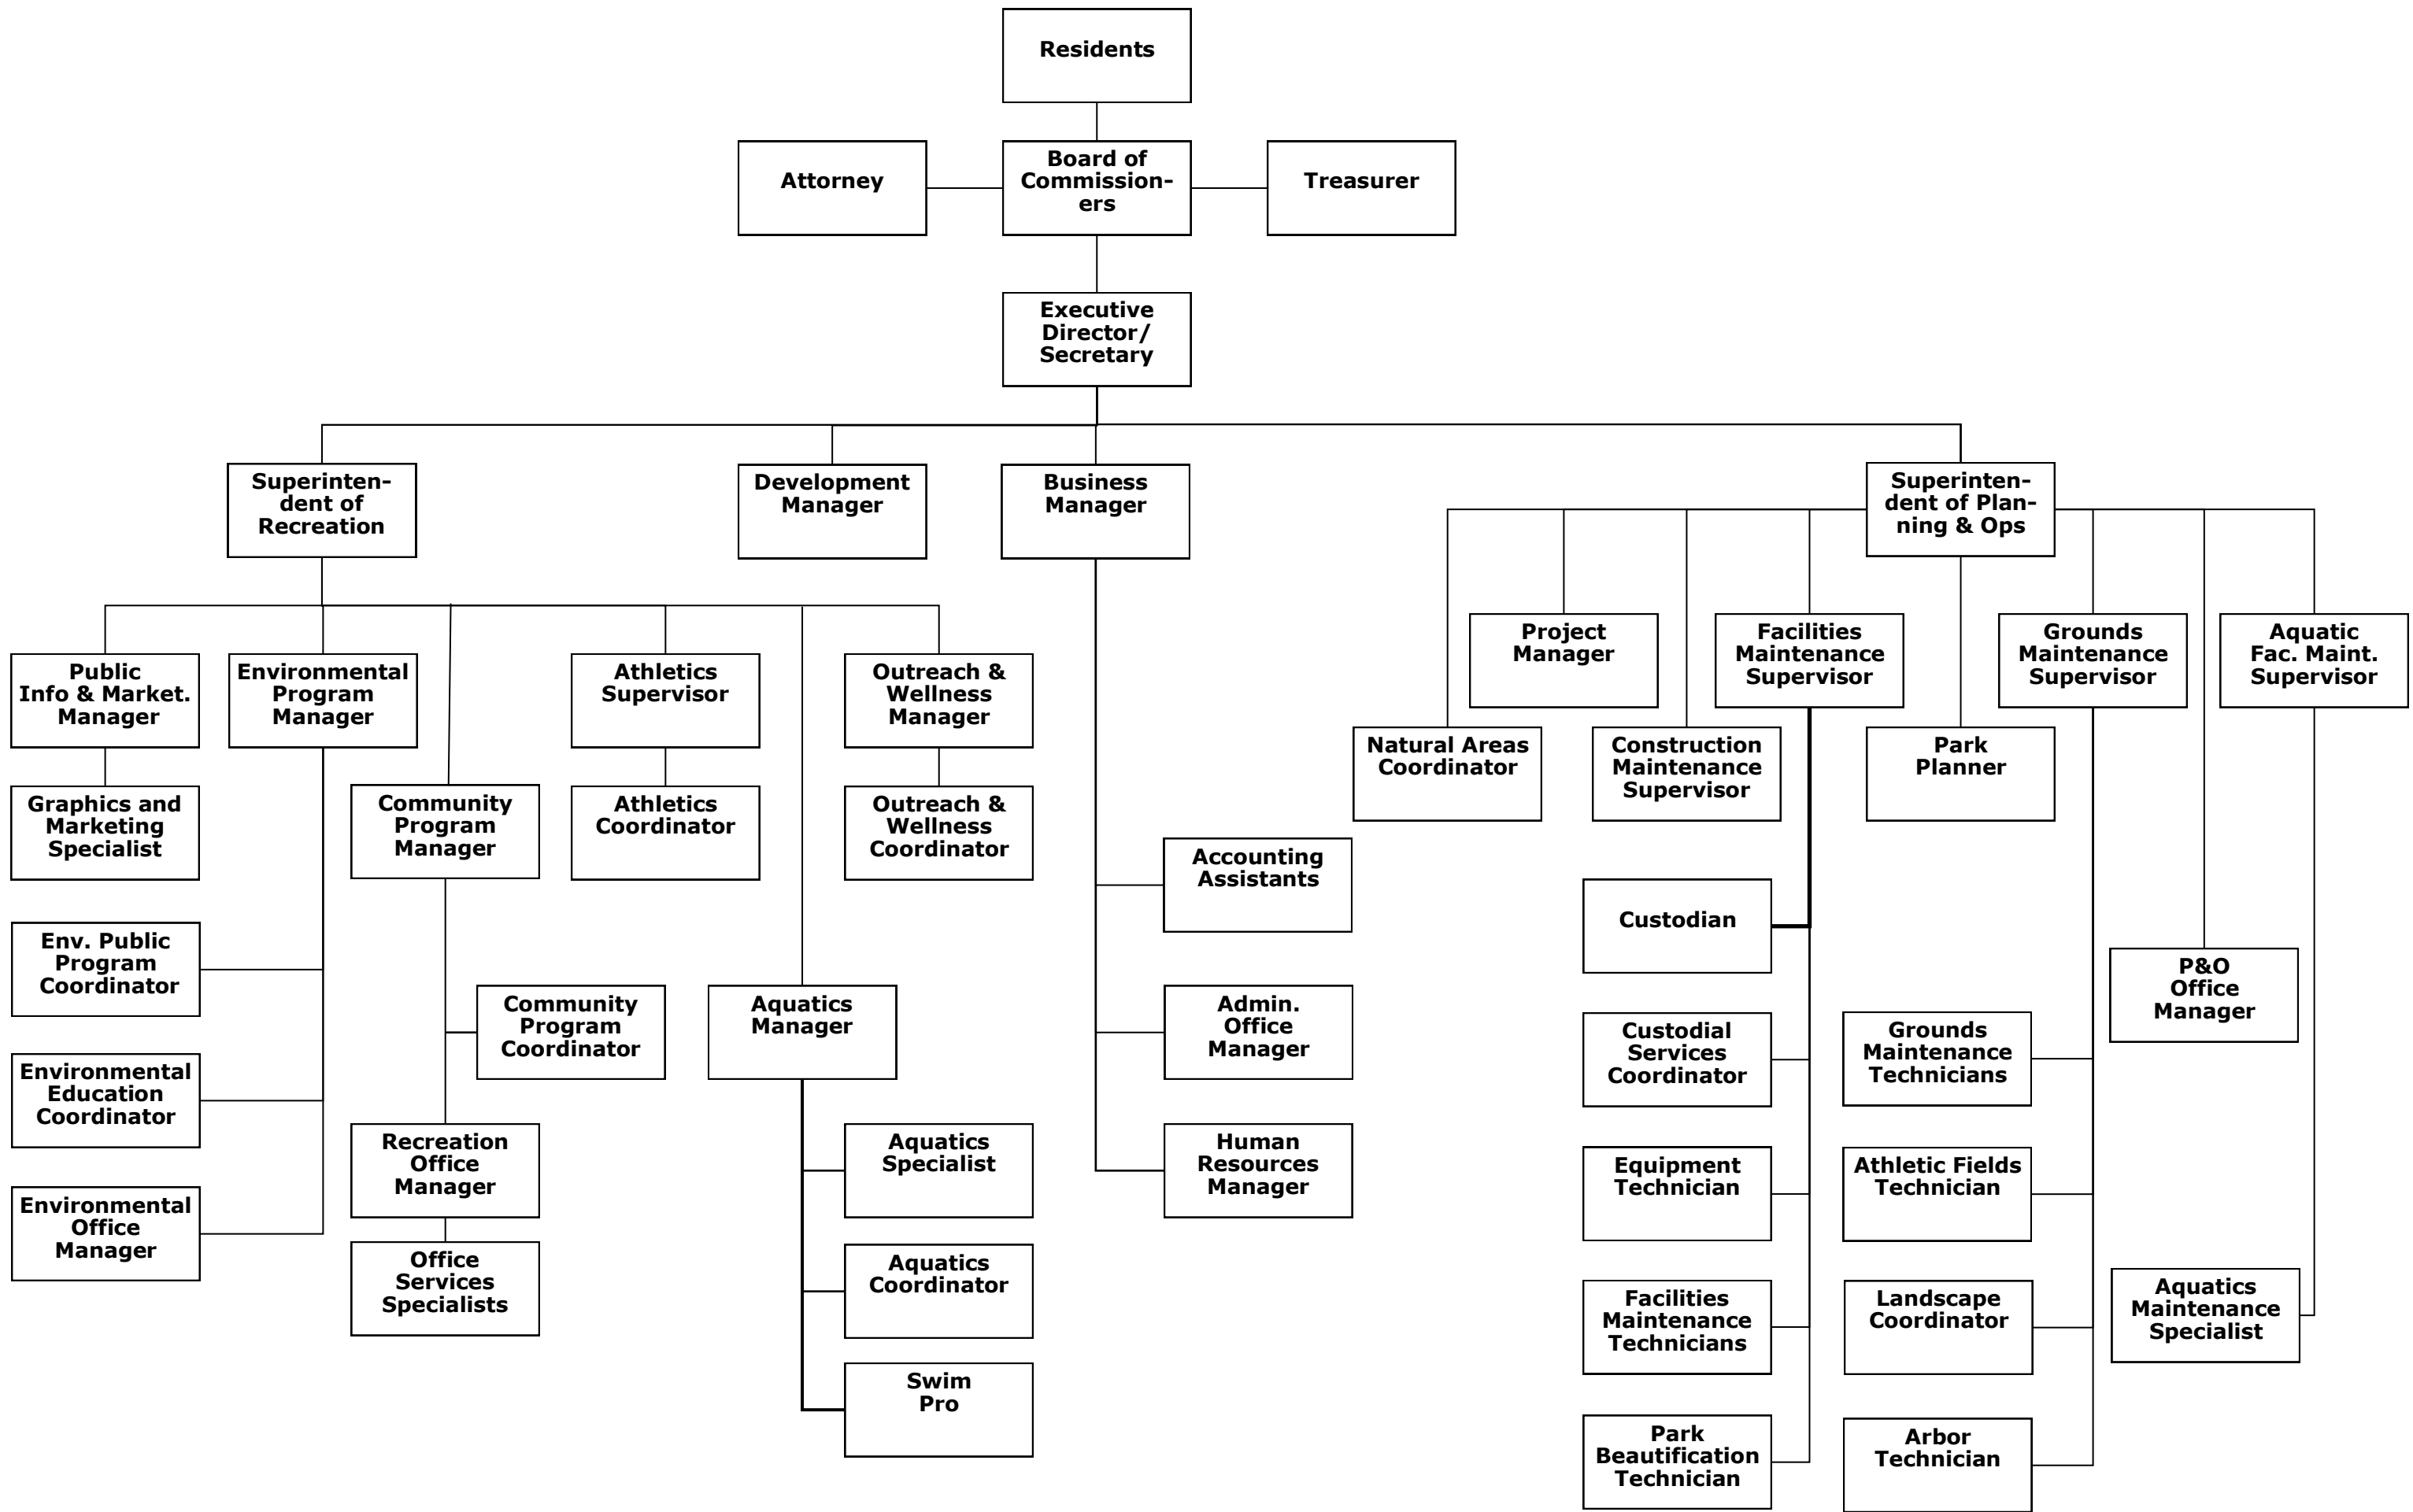 Residents
Attorney
Board of
Commission-
ers
Treasurer
Executive
Director/
Secretary
Superinten-
dent of
Recreation
Development
Manager
Business
Manager
Superinten-
dent of Plan-
ning & Ops
Public
Info & Market.
Manager
Environmental
Program
Manager
Athletics
Supervisor
Outreach &
Wellness
Manager
Project
Manager
Facilities
Maintenance
Supervisor
Grounds
Maintenance
Supervisor
Aquatic
Fac. Maint.
Supervisor
Natural Areas
Coordinator
Construction
Maintenance
Supervisor
Park
Planner
Graphics and
Marketing
Specialist
Community
Program
Manager
Athletics
Coordinator
Outreach &
Wellness
Coordinator
Accounting
Assistants
Custodian
Env. Public
Program
Coordinator
P&O
Office
Manager
Community
Program
Coordinator
Aquatics
Manager
Admin.
Office
Manager
Custodial
Services
Coordinator
Grounds
Maintenance
Technicians
Environmental
Education
Coordinator
Recreation
Office
Manager
Aquatics
Specialist
Human
Resources
Manager
Equipment
Technician
Athletic Fields
Technician
Environmental
Office
Manager
Office
Services
Specialists
Aquatics
Coordinator
Facilities
Maintenance
Technicians
Landscape
Coordinator
Aquatics
Maintenance
Specialist
Swim
Pro
Park
Beautification
Technician
Arbor
Technician